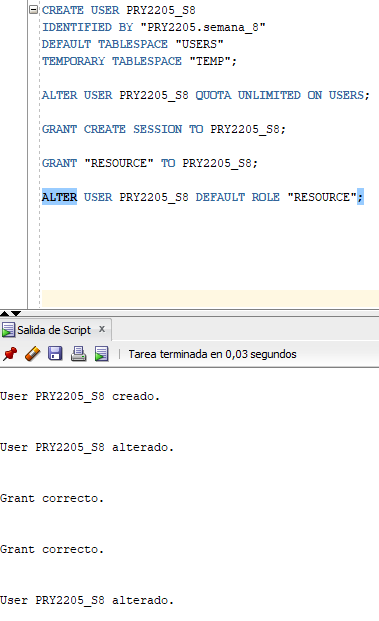 CREATE USER PRY2205_S8
IDENTIFIED BY "PRY2205.semana_8"
DEFAULT TABLESPACE "USERS"
TEMPORARY TABLESPACE "TEMP";
ALTER USER PRY2205_S8 QUOTA UNLIMITED ON USERS;
GRANT CREATE SESSION TO PRY2205_S8;
GRANT "RESOURCE" TO PRY2205_S8;
ALTER USER PRY2205_S8 DEFAULT ROLE "RESOURCE";
Salida de Script x
Tarea terminada en 0,03 segundos
User PRY2205_S8 creado.
User PRY2205_S8 alterado.
Grant correcto.
Grant correcto.
User PRY2205_S8 alterado.